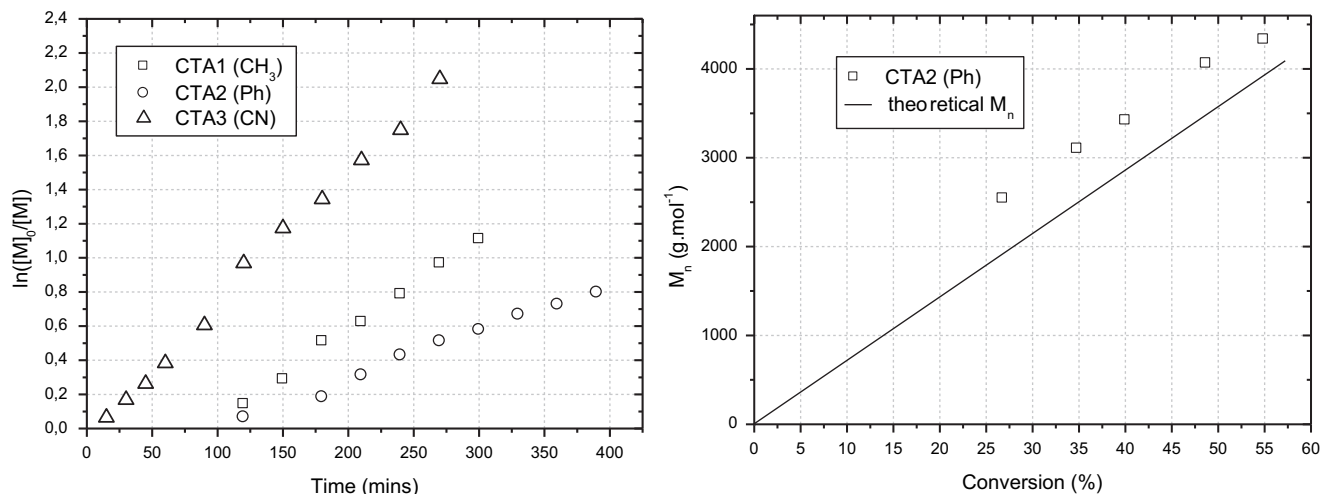 2,4
2,2
2,0
1,8
1,6
1,4
1,2
1,0
0,8
0,6
0,4
0,2
0,0
ln([M]₀/[M])
CTA1 (CH₃)
CTA2 (Ph)
CTA3 (CN)
0 50 100 150 200 250 300 350 400
Time (mins)
4000
3000
2000
1000
0
Mₙ (g.mol⁻¹)
CTA2 (Ph)
theoretical Mₙ
0 5 10 15 20 25 30 35 40 45 50 55 60
Conversion (%)